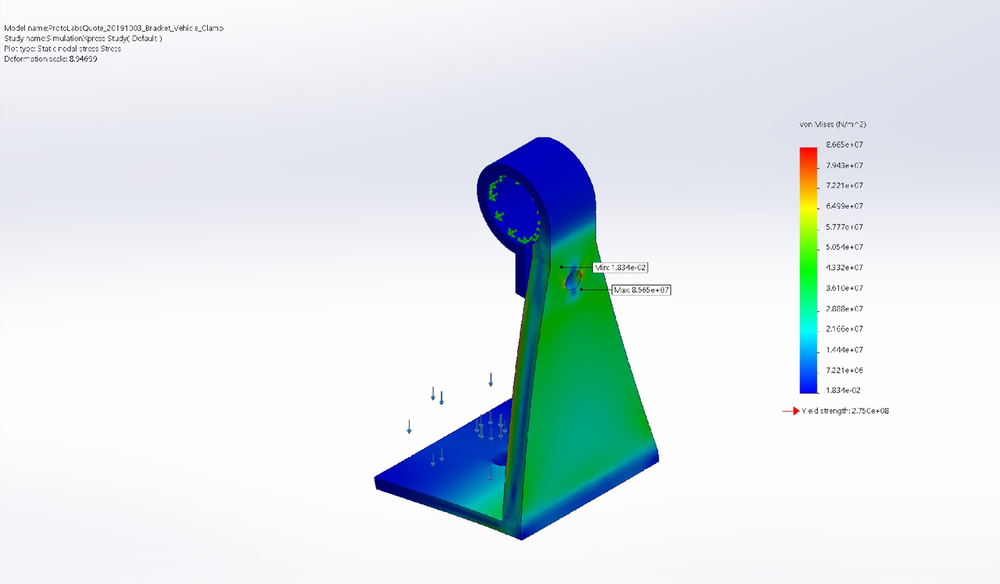 Model name:ProtoLabsQuote_20191003_Bracket_Vehicle_Clamp
Study name:SimulationXpress Study(-Default-)
Plot type: Static nodal stress Stress
Deformation scale: 8.94699
von Mises (N/m^2)
8.665e+07
7.943e+07
7.221e+07
6.499e+07
5.777e+07
5.054e+07
4.332e+07
3.610e+07
2.888e+07
2.166e+07
1.444e+07
7.221e+06
1.834e-02
Yield strength: 2.750e+08
Min: 1.834e-02
Max: 8.665e+07